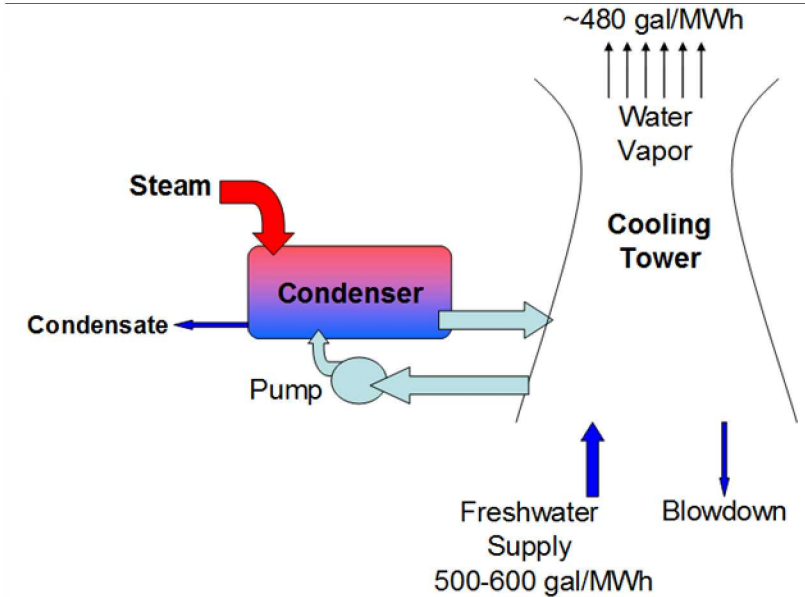 ~480 gal/MWh
Water
Vapor
Steam
Cooling
Tower
Condenser
Condensate
Pump
Freshwater
Supply
500-600 gal/MWh
Blowdown